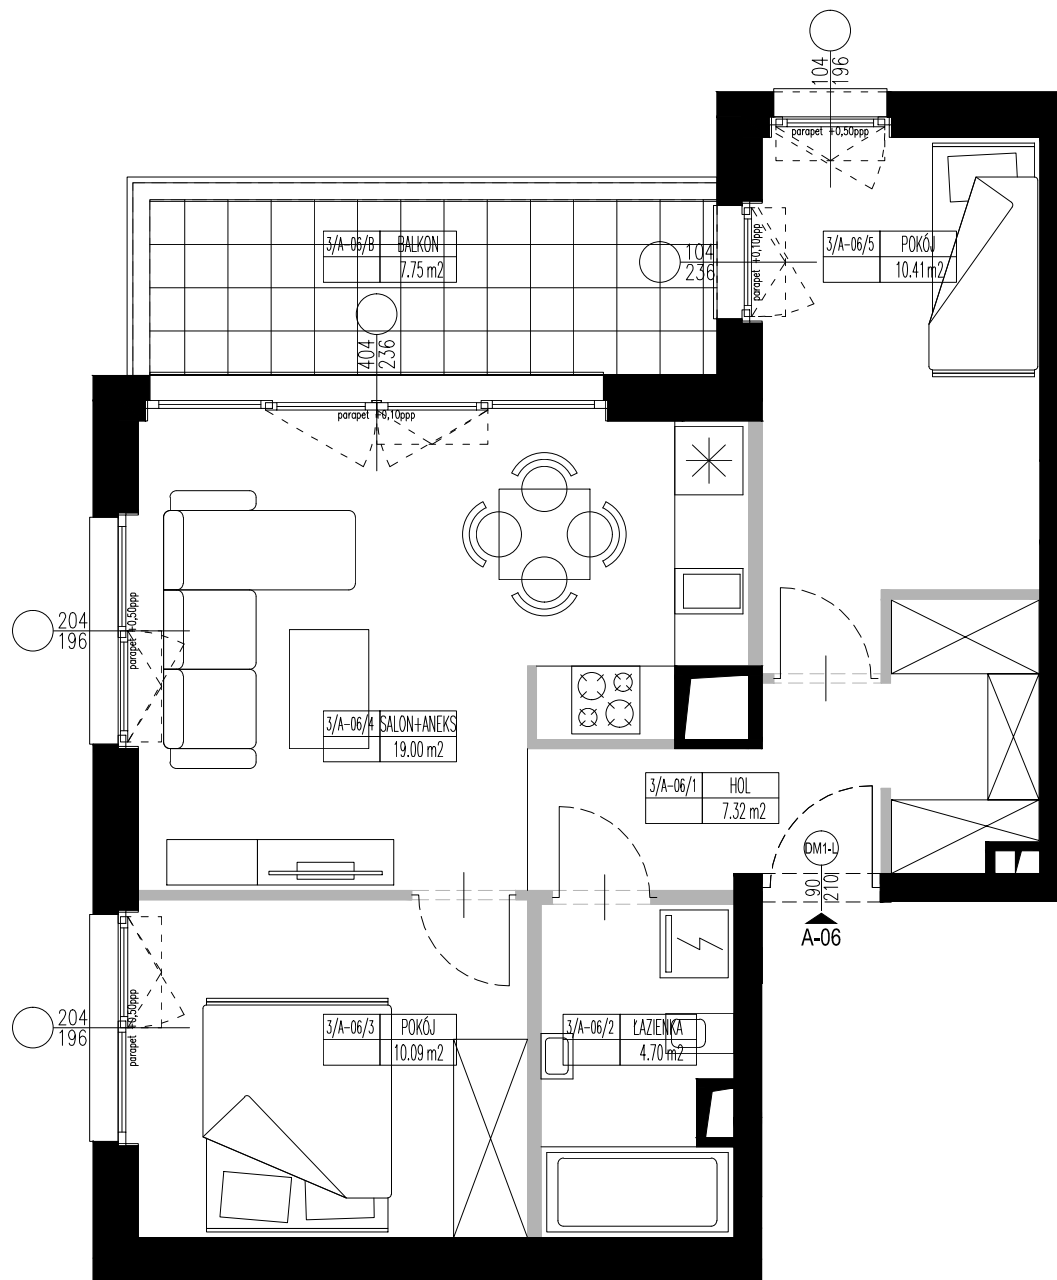 104
196
parapet +0,50ppp
3/A-06/B BALKON
7.75 m2
104
236
parapet +0,10ppp
3/A-06/5 POKÓJ
10.41 m2
404
236
parapet +0,10ppp
204
196
parapet +0,50ppp
3/A-06/4 SALON+ANEKS
19.00 m2
3/A-06/1 HOL
7.32 m2
DM1-L
90
210
A-06
204
196
parapet +0,50ppp
3/A-06/3 POKÓJ
10.09 m2
3/A-06/2 ŁAZIENKA
4.70 m2